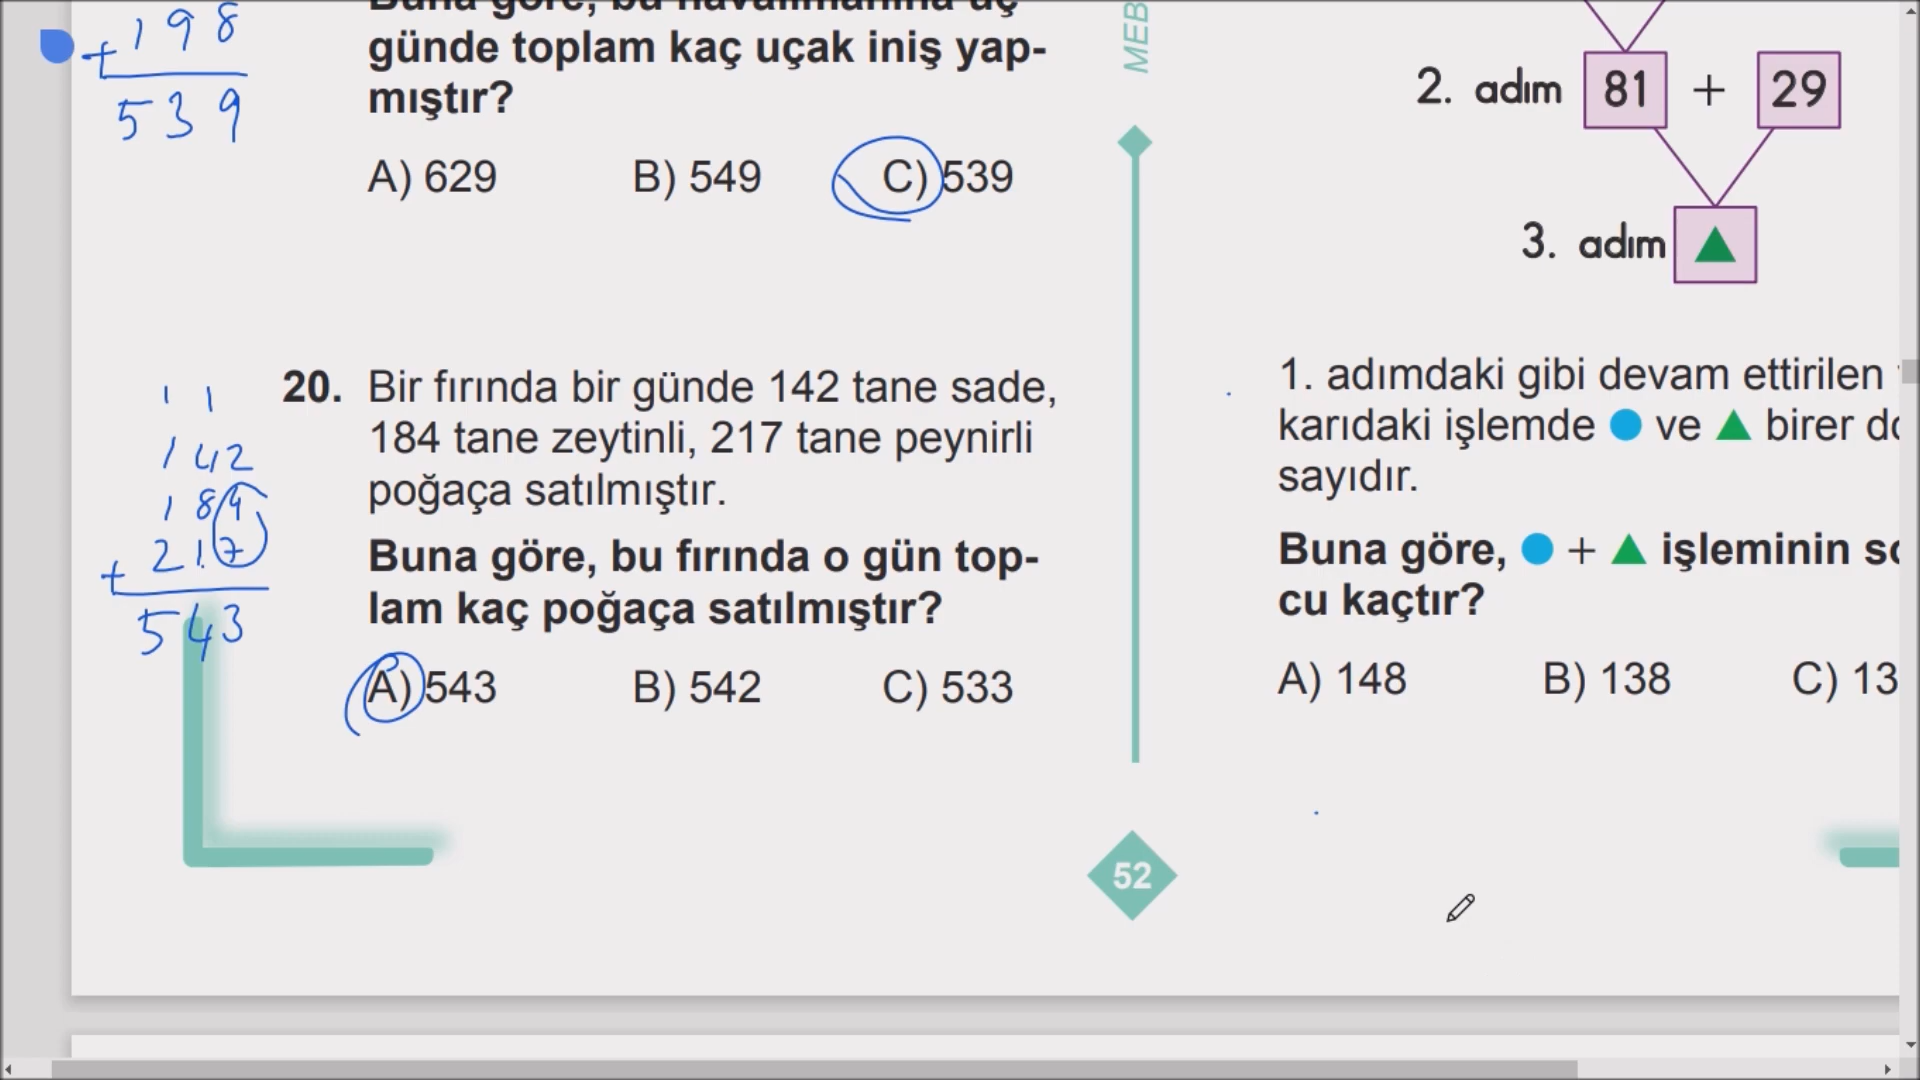 198
+
539
günde toplam kaç uçak iniş yap-
mıştır?
A) 629 B) 549 C) 539
20. Bir fırında bir günde 142 tane sade,
184 tane zeytinli, 217 tane peynirli
poğaça satılmıştır.
Buna göre, bu fırında o gün top-
lam kaç poğaça satılmıştır?
A) 543 B) 542 C) 533
1 1
142
184
+ 217
543
MEB
52
2. adım 81 + 29
3. adım
1. adımdaki gibi devam ettirilen
karıdaki işlemde ve birer
sayıdır.
Buna göre, + işleminin
cu kaçtır?
A) 148 B) 138 C) 13